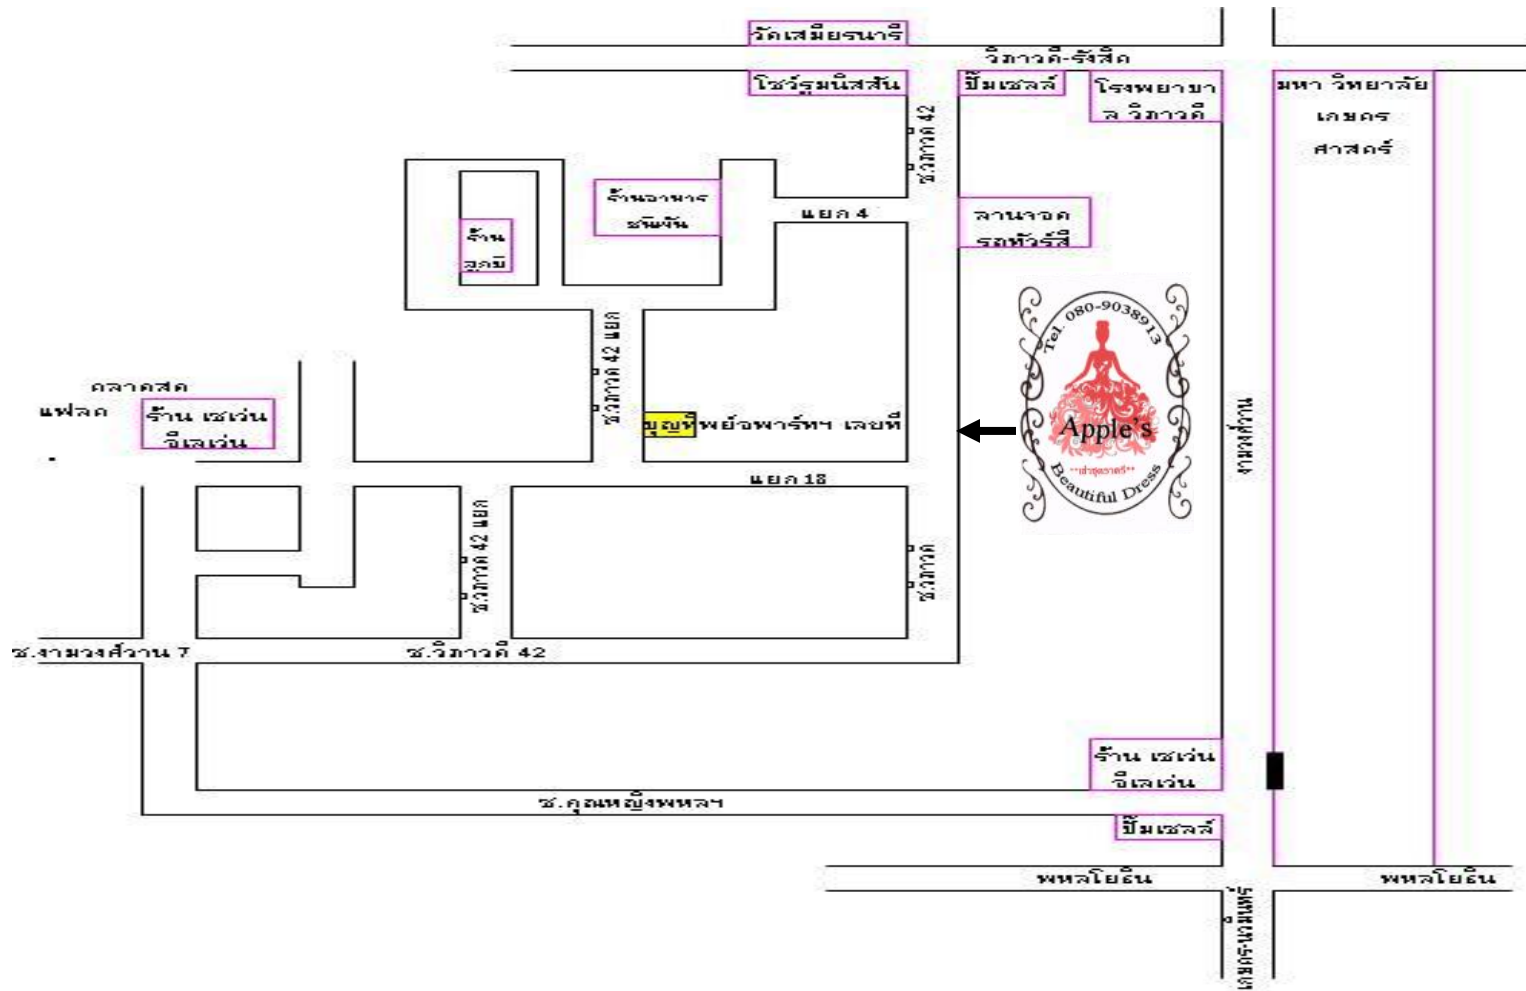 วัดเสมียรนารี
วิภาวดี-รังสิต
โชว์รูมนิสสัน
ปั๊มเชลล์
โรงพยาบา
ล วิภาวดี
มหา วิทยาลัย
เกษตร
ศาสตร์
ซ.วิภาวดี 42
ร้านอาหาร
แยก 4
ลานจอด
รถทัวร์สี
ร้าน
Tel. 080-9038913
Apple's
**เช่าชุดราตรี**
Beautiful Dress
ซ.วิภาวดี 42 แยก
ตลาดสด
แฟลต
ร้าน เซเว่น
อีเลเว่น
บุญทิพย์อพาร์ทฯ เลขที่
งามวงศ์วาน
แยก 18
ซ.วิภาวดี 42 แยก
ซ.วิภาวดี
ซ.งามวงศ์วาน 7
ซ.วิภาวดี 42
ร้าน เซเว่น
อีเลเว่น
ซ.คุณหญิงพหลฯ
ปั๊มเชลล์
พหลโยธิน
พหลโยธิน
เกษตร-นวมินทร์